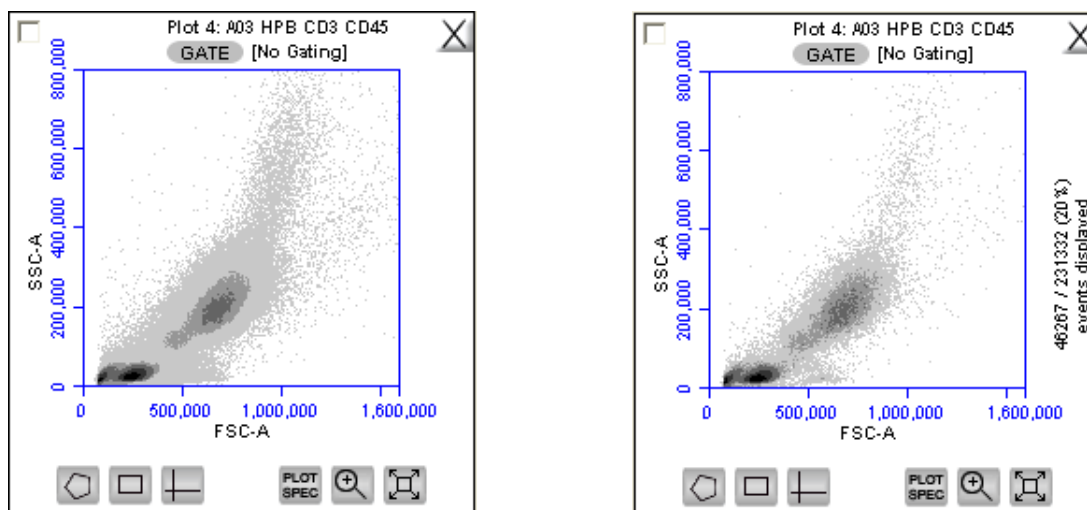 Plot 4: A03 HPB CD3 CD45
GATE [No Gating]
SSC-A
800,000
600,000
400,000
200,000
0
0 500,000 1,000,000 1,600,000
FSC-A
PLOT
SPEC
Plot 4: A03 HPB CD3 CD45
GATE [No Gating]
SSC-A
800,000
600,000
400,000
200,000
0
0 500,000 1,000,000 1,600,000
FSC-A
46267 / 231332 (20%)
events displayed
PLOT
SPEC